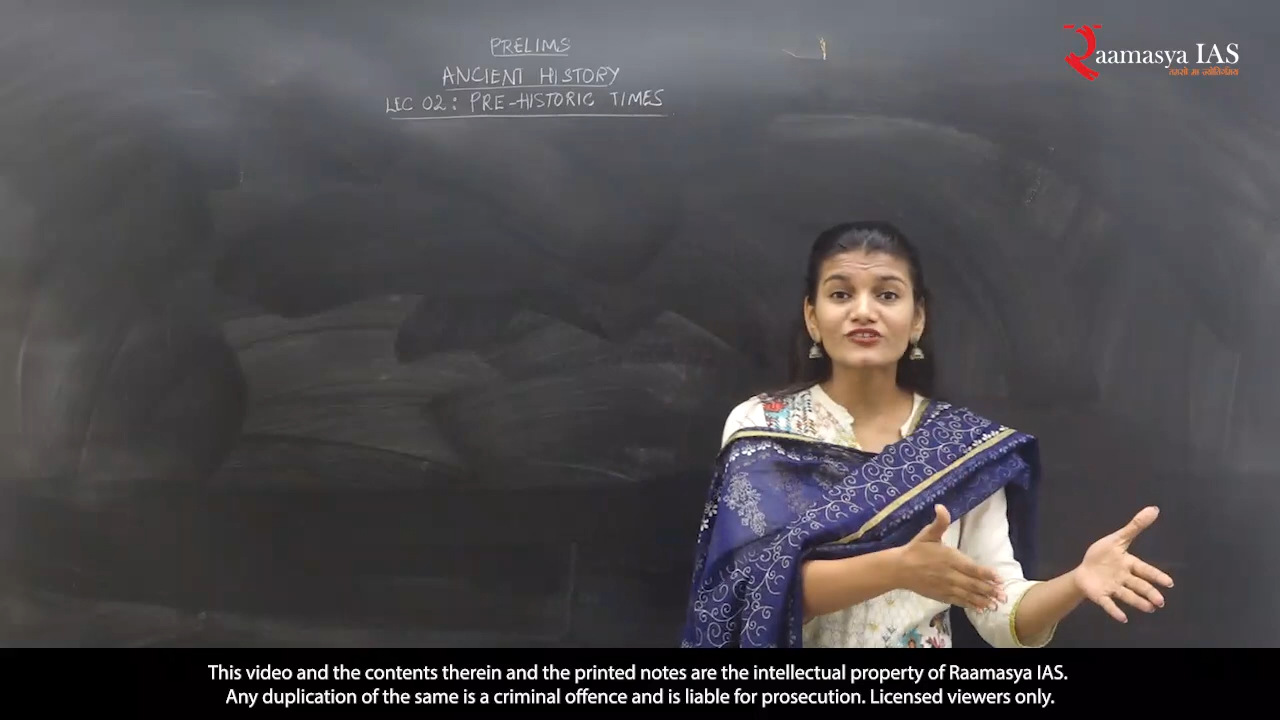 PRELIMS
ANCIENT HISTORY
LEC 02: PRE-HISTORIC TIMES
Raamasya IAS
तमसो मा ज्योतिर्गमय
This video and the contents therein and the printed notes are the intellectual property of Raamasya IAS.
Any duplication of the same is a criminal offence and is liable for prosecution. Licensed viewers only.